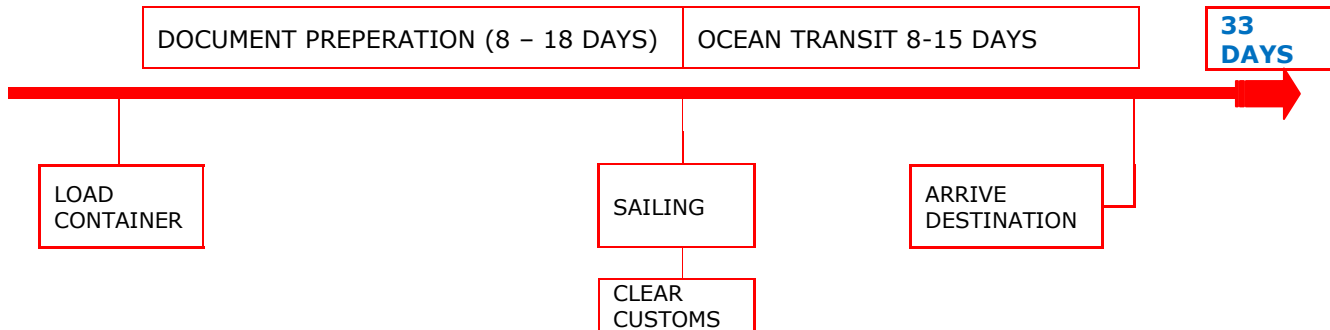 DOCUMENT PREPERATION (8 – 18 DAYS)
OCEAN TRANSIT 8-15 DAYS
33
DAYS
LOAD
CONTAINER
SAILING
ARRIVE
DESTINATION
CLEAR
CUSTOMS